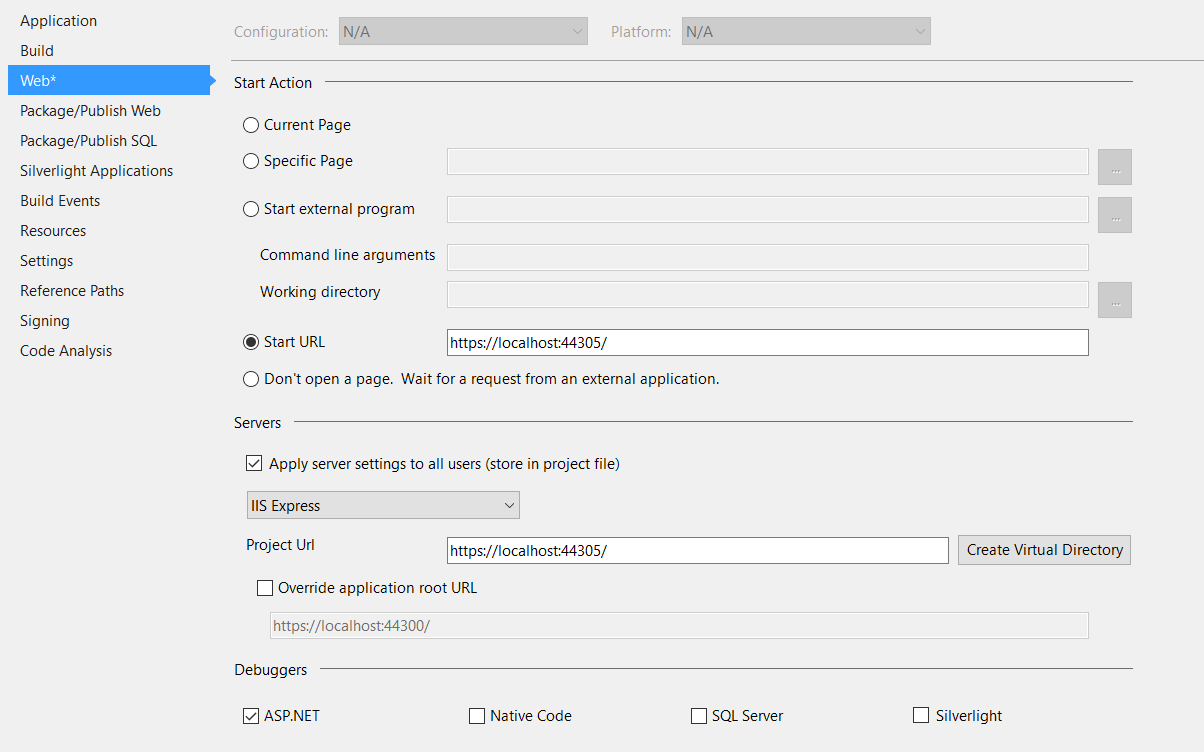 Application
Build
Web*
Package/Publish Web
Package/Publish SQL
Silverlight Applications
Build Events
Resources
Settings
Reference Paths
Signing
Code Analysis
Configuration: N/A Platform: N/A
Start Action
Current Page
Specific Page ...
Start external program ...
Command line arguments
Working directory ...
Start URL https://localhost:44305/
Don't open a page. Wait for a request from an external application.
Servers
Apply server settings to all users (store in project file)
IIS Express
Project Url https://localhost:44305/ Create Virtual Directory
Override application root URL
https://localhost:44300/
Debuggers
ASP.NET Native Code SQL Server Silverlight